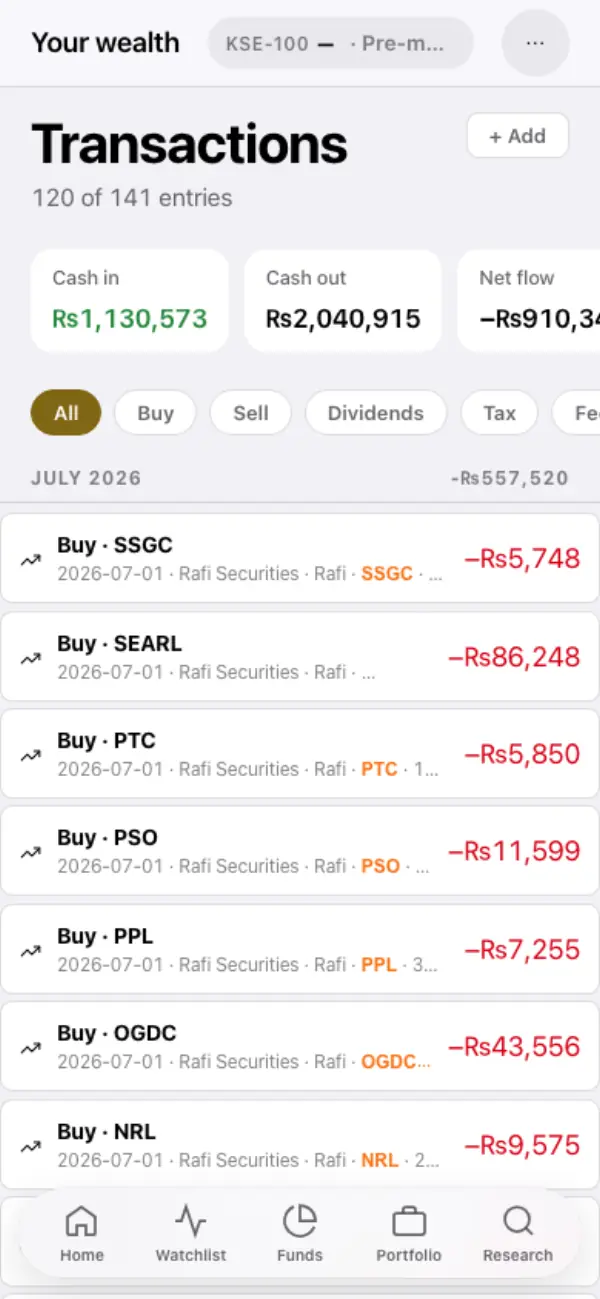 Your wealth
KSE-100 — · Pre-m...
...
Transactions
+ Add
120 of 141 entries
Cash in
Cash out
Net flow
Rs1,130,573
Rs2,040,915
−Rs910,34
All
Buy
Sell
Dividends
Tax
Fe
JULY 2026
-Rs557,520
Buy · SSGC
2026-07-01 · Rafi Securities · Rafi · SSGC · ...
−Rs5,748
Buy · SEARL
2026-07-01 · Rafi Securities · Rafi · ...
−Rs86,248
Buy · PTC
2026-07-01 · Rafi Securities · Rafi · PTC · 1...
−Rs5,850
Buy · PSO
2026-07-01 · Rafi Securities · Rafi · PSO · ...
−Rs11,599
Buy · PPL
2026-07-01 · Rafi Securities · Rafi · PPL · 3...
−Rs7,255
Buy · OGDC
2026-07-01 · Rafi Securities · Rafi · OGDC...
−Rs43,556
Buy · NRL
2026-07-01 · Rafi Securities · Rafi · NRL · 2...
−Rs9,575
Home
Watchlist
Funds
Portfolio
Research